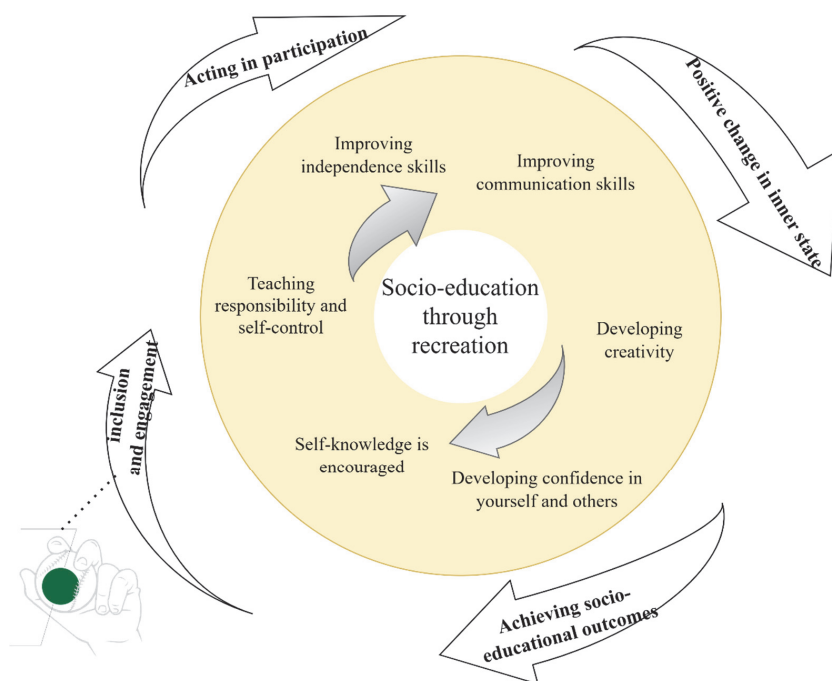 Acting in participation
Positive change in inner state
Improving
independence skills
Improving
communication skills
Teaching
responsibility and
self-control
Socio-education
through
recreation
Developing
creativity
Self-knowledge is
encouraged
Developing confidence in
yourself and others
inclusion
and engagement
Achieving socio-
educational outcomes